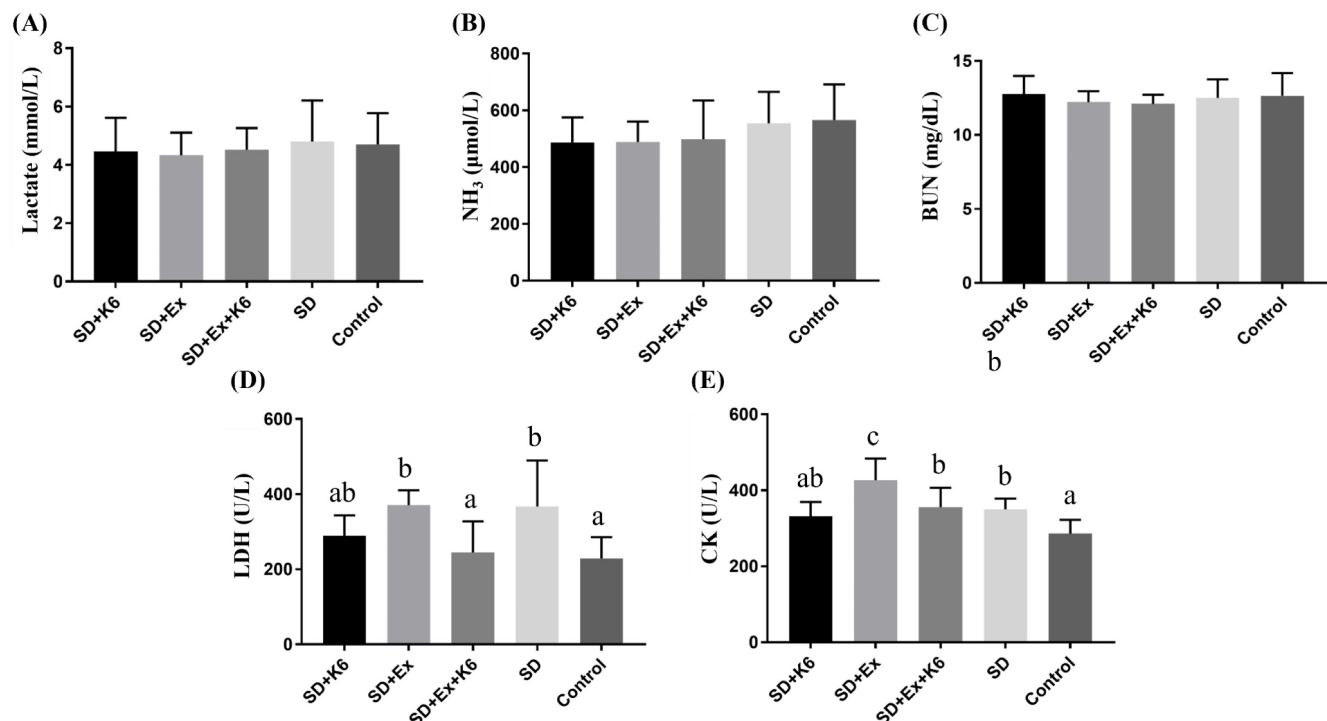 (A)
Lactate (mmol/L)
8
6
4
2
0
SD+K6
SD+Ex
SD+Ex+K6
SD
Control
(B)
NH₃ (μmol/L)
800
600
400
200
0
SD+K6
SD+Ex
SD+Ex+K6
SD
Control
(C)
BUN (mg/dL)
15
10
5
0
SD+K6
SD+Ex
SD+Ex+K6
SD
Control
b
(D)
LDH (U/L)
600
400
200
0
ab
b
a
b
a
SD+K6
SD+Ex
SD+Ex+K6
SD
Control
(E)
CK (U/L)
600
400
200
0
ab
c
b
b
a
SD+K6
SD+Ex
SD+Ex+K6
SD
Control